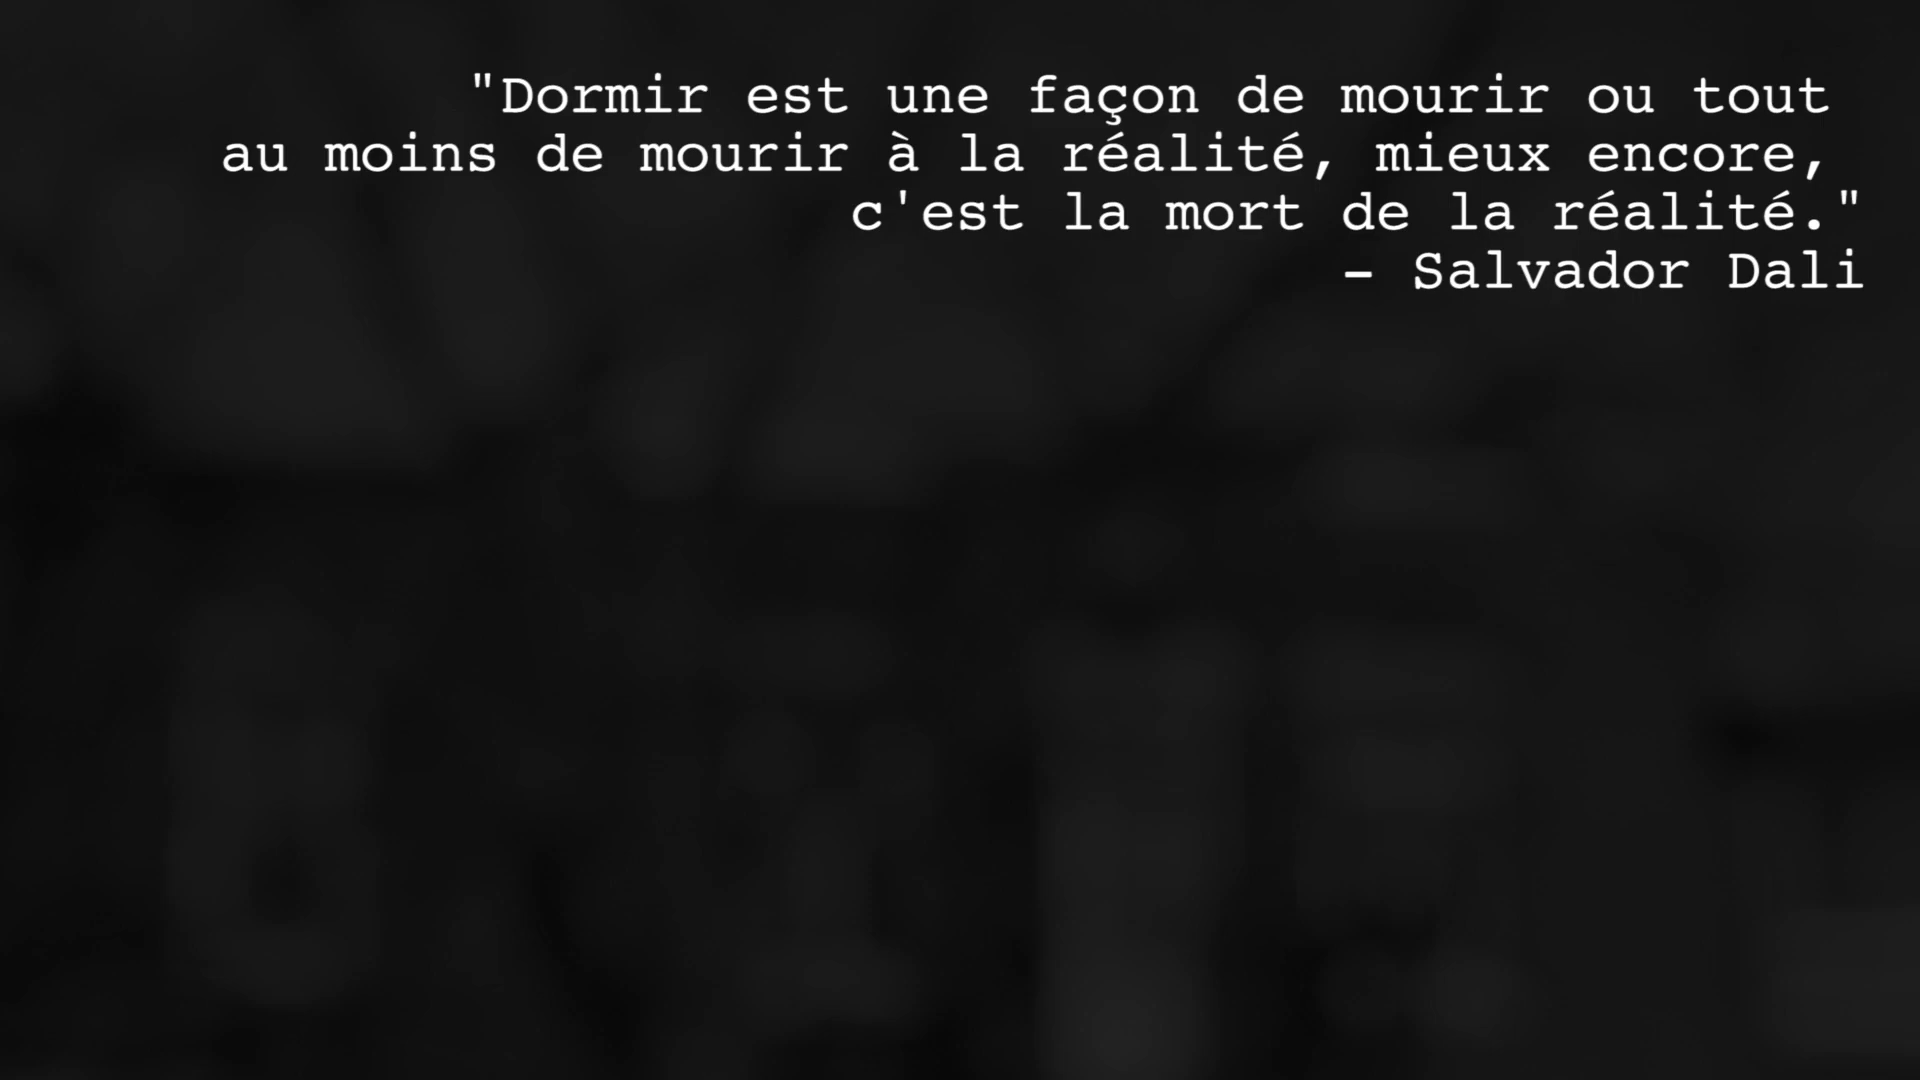 "Dormir est une façon de mourir ou tout
au moins de mourir à la réalité, mieux encore,
c'est la mort de la réalité."
- Salvador Dali